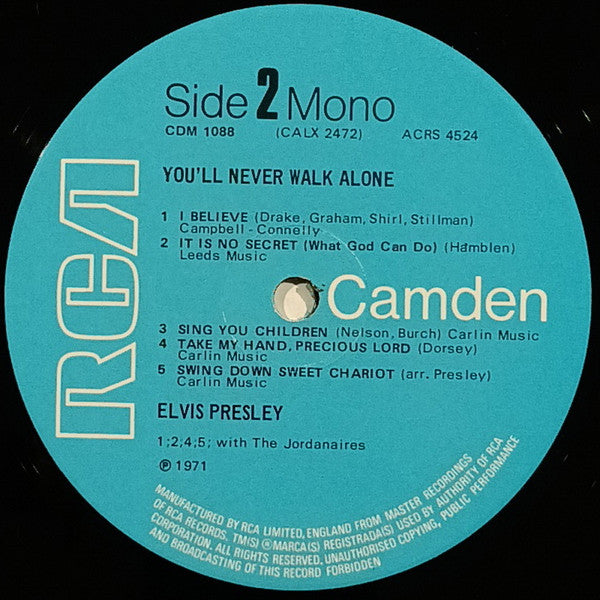 Side 2 Mono
CDM 1088 (CALX 2472) ACRS 4524
YOU'LL NEVER WALK ALONE
1 I BELIEVE (Drake, Graham, Shirl, Stillman)
Campbell-Connelly
2 IT IS NO SECRET (What God Can Do) (Hamblen)
Leeds Music
RCA
Camden
3 SING YOU CHILDREN (Nelson, Burch) Carlin Music
4 TAKE MY HAND, PRECIOUS LORD (Dorsey)
Carlin Music
5 SWING DOWN SWEET CHARIOT (arr. Presley)
Carlin Music
ELVIS PRESLEY
1;2;4;5; with The Jordanaires
℗ 1971
MANUFACTURED BY RCA LIMITED, ENGLAND FROM MASTER RECORDINGS
OF RCA RECORDS. TM(S) ® MARCA(S) REGISTRADA(S) USED BY AUTHORITY OF RCA
CORPORATION. ALL RIGHTS RESERVED. UNAUTHORISED COPYING, PUBLIC PERFORMANCE
AND BROADCASTING OF THIS RECORD FORBIDDEN